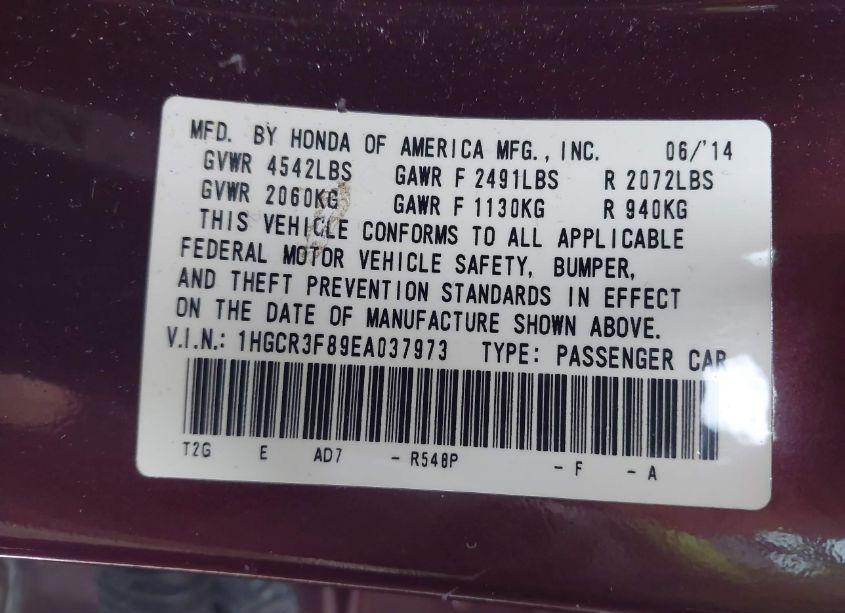 MFD. BY HONDA OF AMERICA MFG., INC. 06/'14
GVWR 4542LBS GAWR F 2491LBS R 2072LBS
GVWR 2060KG GAWR F 1130KG R 940KG
THIS VEHICLE CONFORMS TO ALL APPLICABLE
FEDERAL MOTOR VEHICLE SAFETY, BUMPER,
AND THEFT PREVENTION STANDARDS IN EFFECT
ON THE DATE OF MANUFACTURE SHOWN ABOVE.
V.I.N.: 1HGCR3F89EA037973 TYPE: PASSENGER CAR
T2G E AD7 - R548P - F - A